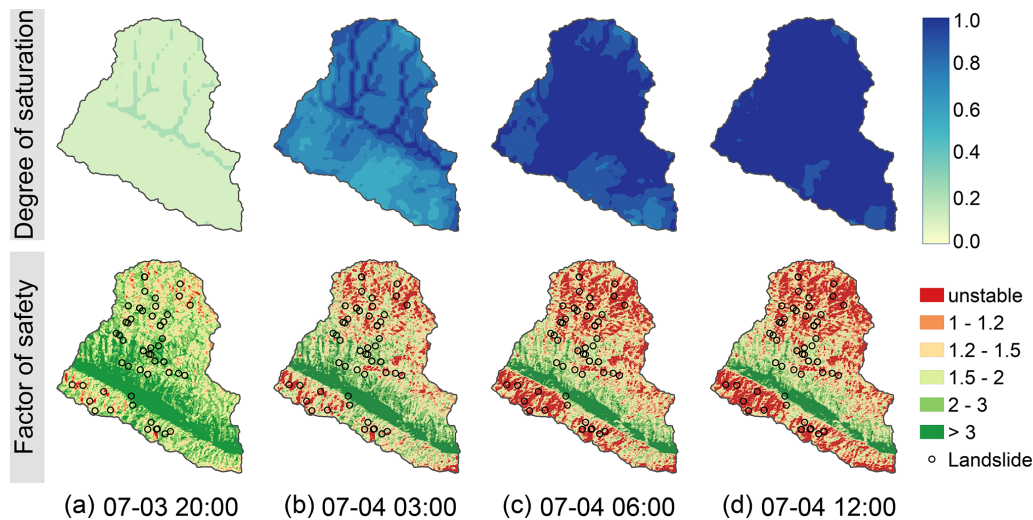 Degree of saturation
1.0
0.8
0.6
0.4
0.2
0.0
Factor of safety
unstable
1 - 1.2
1.2 - 1.5
1.5 - 2
2 - 3
> 3
Landslide
(a) 07-03 20:00
(b) 07-04 03:00
(c) 07-04 06:00
(d) 07-04 12:00